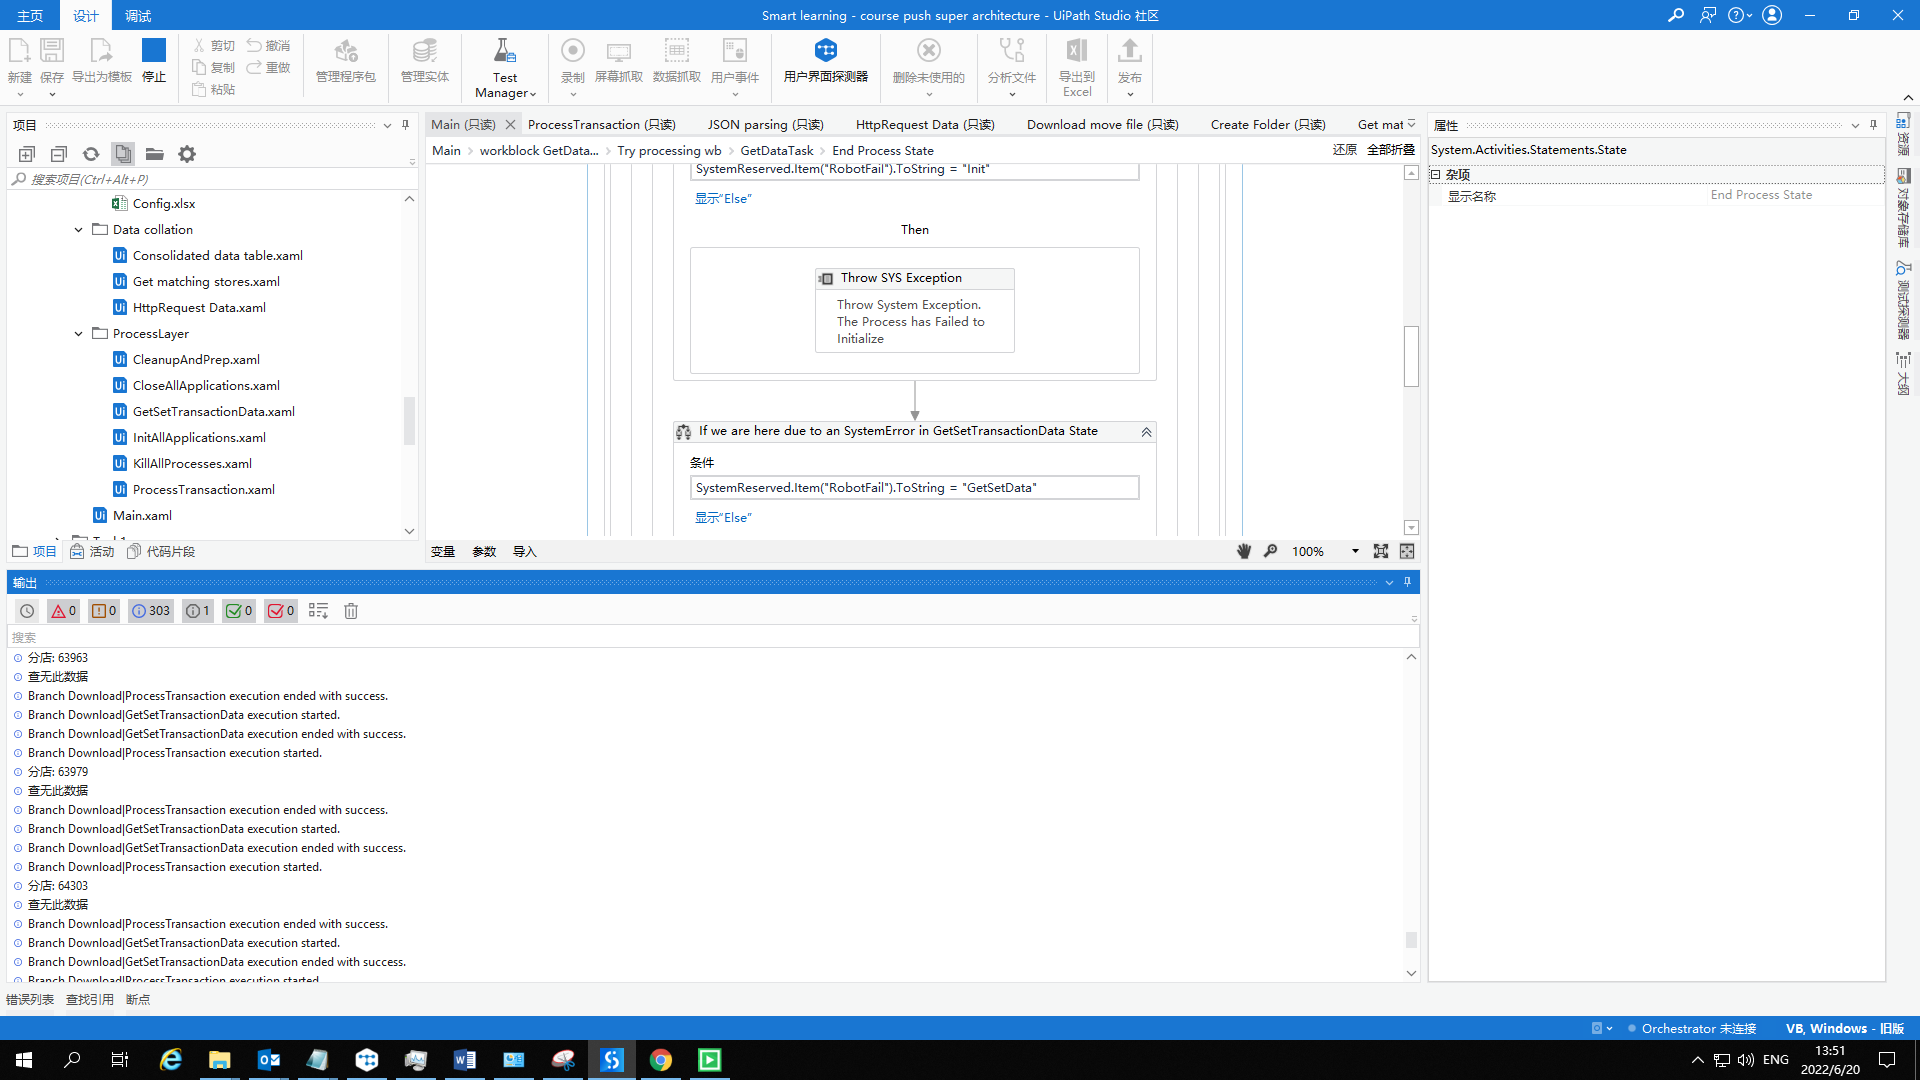 主页
设计
调试
Smart learning - course push super architecture - UiPath Studio 社区
新建
保存
导出为模板
停止
剪切
复制
粘贴
撤消
重做
管理程序包
管理实体
Test Manager
录制
屏幕抓取
数据抓取
用户事件
用户界面探测器
删除未使用的
分析文件
导出到 Excel
发布
项目
搜索项目(Ctrl+Alt+P)
Config.xlsx
Data collation
Consolidated data table.xaml
Get matching stores.xaml
HttpRequest Data.xaml
ProcessLayer
CleanupAndPrep.xaml
CloseAllApplications.xaml
GetSetTransactionData.xaml
InitAllApplications.xaml
KillAllProcesses.xaml
ProcessTransaction.xaml
Main.xaml
项目
活动
代码片段
Main (只读)
ProcessTransaction (只读)
JSON parsing (只读)
HttpRequest Data (只读)
Download move file (只读)
Create Folder (只读)
Get mat
Main
workblock GetData...
Try processing wb
GetDataTask
End Process State
还原
全部折叠
SystemReserved.Item("RobotFail").ToString = "Init"
显示“Else”
Then
Throw SYS Exception
Throw System Exception.
The Process has Failed to
Initialize
If we are here due to an SystemError in GetSetTransactionData State
条件
SystemReserved.Item("RobotFail").ToString = "GetSetData"
显示“Else”
变量
参数
导入
100%
属性
System.Activities.Statements.State
杂项
显示名称
End Process State
资源
对象存储库
测试探测器
大纲
输出
0
0
303
1
0
0
搜索
分店: 63963
查无此数据
Branch Download|ProcessTransaction execution ended with success.
Branch Download|GetSetTransactionData execution started.
Branch Download|GetSetTransactionData execution ended with success.
Branch Download|ProcessTransaction execution started.
分店: 63979
查无此数据
Branch Download|ProcessTransaction execution ended with success.
Branch Download|GetSetTransactionData execution started.
Branch Download|GetSetTransactionData execution ended with success.
Branch Download|ProcessTransaction execution started.
分店: 64303
查无此数据
Branch Download|ProcessTransaction execution ended with success.
Branch Download|GetSetTransactionData execution started.
Branch Download|GetSetTransactionData execution ended with success.
Branch Download|ProcessTransaction execution started.
错误列表
查找引用
断点
Orchestrator 未连接
VB, Windows - 旧版
ENG
13:51
2022/6/20